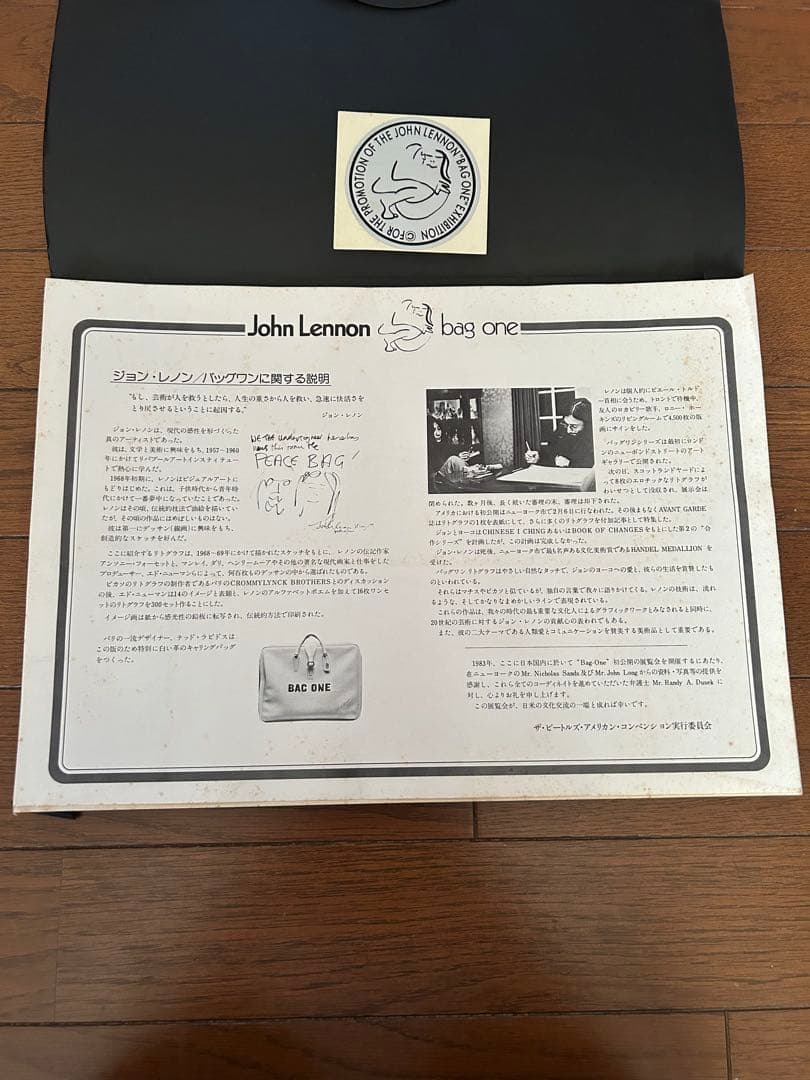 ©FOR THE PROMOTION OF THE JOHN LENNON "BAG ONE" EXHIBITION
John Lennon bag one
ジョン・レノン／バッグワンに関する説明
"もし、芸術が人を救うとしたら、人生の重さから人を救い、急速に快活さを
とり戻させるということに起因する。"
ジョン・レノン
ジョン・レノンは、現代の感性を形づくった
真のアーティストであった。
彼は、文学と美術に興味をもち、1957～1960
年にかけてリバプールアートインスティティュー
トで熱心に学んだ。
1968年初期に、レノンはビジュアルアートに
もどりはじめた。これは、子供時代から青年時
代にかけて一番夢中になっていたことであった。
レノンはその頃、伝統的技法で油絵を描いてい
たが、その頃の作品にはめぼしいものはない。
彼は第一にデッサン（線画）に興味をもち、
創造的なスケッチを好んだ。
PEACE BAG!
ここに紹介するリトグラフは、1968～69年にかけて描かれたスケッチをもとに、レノンの伝記作家
アンソニー・フォーセットと、マンレイ、ダリ、ヘンリームーアやその他の著名な現代画家と仕事をした
プロデューサー、エド・ニューマンらによって、何百枚ものデッサンの中から選ばれたものである。
ピカソのリトグラフの制作者であるパリのCROMMYLYNCK BROTHERSとのディスカッション
の後、エド・ニューマンは14のイメージと表題と、レノンのアルファベットポエムを加えて16枚ワンセ
ットのリトグラフを300セット作ることにした。
イメージ画は紙から感光性の鉛板に転写され、伝統的方法で印刷された。
パリの一流デザイナー、テッド・ラピドスは
この版のため特別に白い革のキャリングバッグ
をつくった。
BAG ONE
レノンは個人的にピエール・トルド
ー首相に会うため、トロントで待機中、
友人のロカビリー歌手、ロニー・ホー
キンズのリビングルームで4,500枚の版
画にサインをした。
バッグワンシリーズは最初にロンド
ンのニューボンドストリートのアート
ギャラリーで公開された。
次の日、スコットランドヤードによ
って8枚のエロチックなリトグラフが
わいせつとして没収され、展示会は
閉められた。数ヶ月後、長く続いた審理の末、審理は却下された。
アメリカにおける初公開はニューヨーク市で2月6日に行なわれた。その後まもなくAVANT GARDE
誌はリトグラフの1枚を表紙にして、さらに多くのリトグラフを付加記事として特集した。
ジョンとヨーコはCHINESE I CHINGあるいはBOOK OF CHANGESをもとにした第2の"合
作シリーズ"を計画したが、この計画は完成しなかった。
ジョン・レノンは死後、ニューヨーク市で最も名声ある文化美術賞であるHANDEL MEDALLIONを
受けた。
バッグワンリトグラフはやさしい自然なタッチで、ジョンのヨーコへの愛と、彼らの生活を賞賛したも
のといわれている。
それらはマチスやピカソと似ているが、独自の言葉で我々に語りかけてくる。レノンの技術は、流れ
るような、そしてかなりなまめかしいラインで表現されている。
これらの作品は、我々の時代の最も重要な文化人によるグラフィックワークとみなされると同時に、
20世紀の芸術に対するジョン・レノンの貢献心の表われでもある。
また、彼の二大テーマである人類愛とコミュニケーションを賛美する美術品として重要である。
1983年、ここに日本国内に於いて"Bag-One"初公開の展覧会を開催するにあたり、
在ニューヨークのMr. Nicholas Sands及びMr. John Longからの資料・写真等の提供を
感謝し、これら全てのコーディネイトを進めていただいた弁護士Mr. Randy A. Dusekに
対し、心よりお礼を申し上げます。
この展覧会が、日米の文化交流の一端と成れば幸いです。
ザ・ビートルズ・アメリカン・コンベンション実行委員会